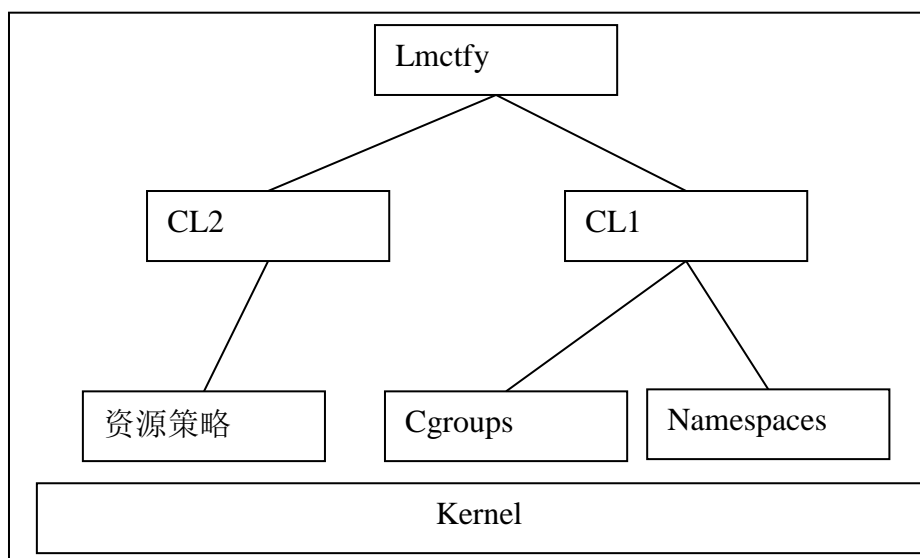 Lmctfy
CL2
CL1
资源策略
Cgroups
Namespaces
Kernel